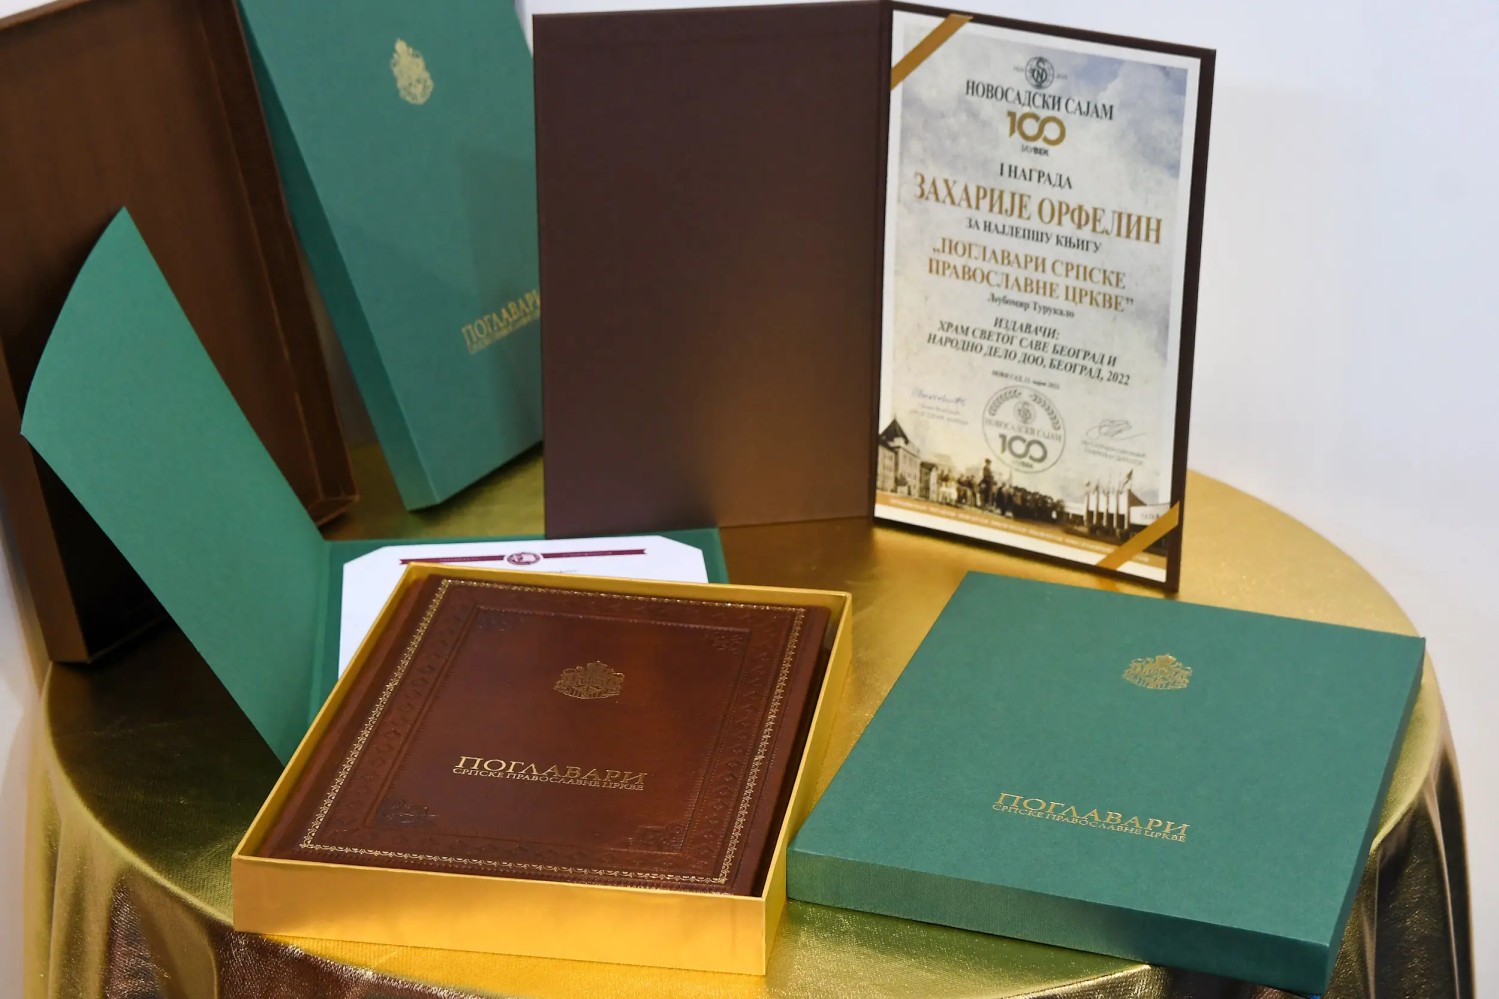 ПОГЛАВАРИ
НОВОСАДСКИ САЈАМ
100
I НАГРАДА
ЗАХАРИЈЕ ОРФЕЛИН
ЗА НАЈЛЕПШУ КЊИГУ
„ПОГЛАВАРИ СРПСКЕ
ПРАВОСЛАВНЕ ЦРКВЕ”
Љубомир Турукало
ИЗДАВАЧИ:
ХРАМ СВЕТОГ САВЕ БЕОГРАД И
НАРОДНО ДЕЛО ДОО, БЕОГРАД, 2022
НОВОСАДСКИ САЈАМ
100
ПОГЛАВАРИ
СРПСКЕ ПРАВОСЛАВНЕ ЦРКВЕ
ПОГЛАВАРИ
СРПСКЕ ПРАВОСЛАВНЕ ЦРКВЕ